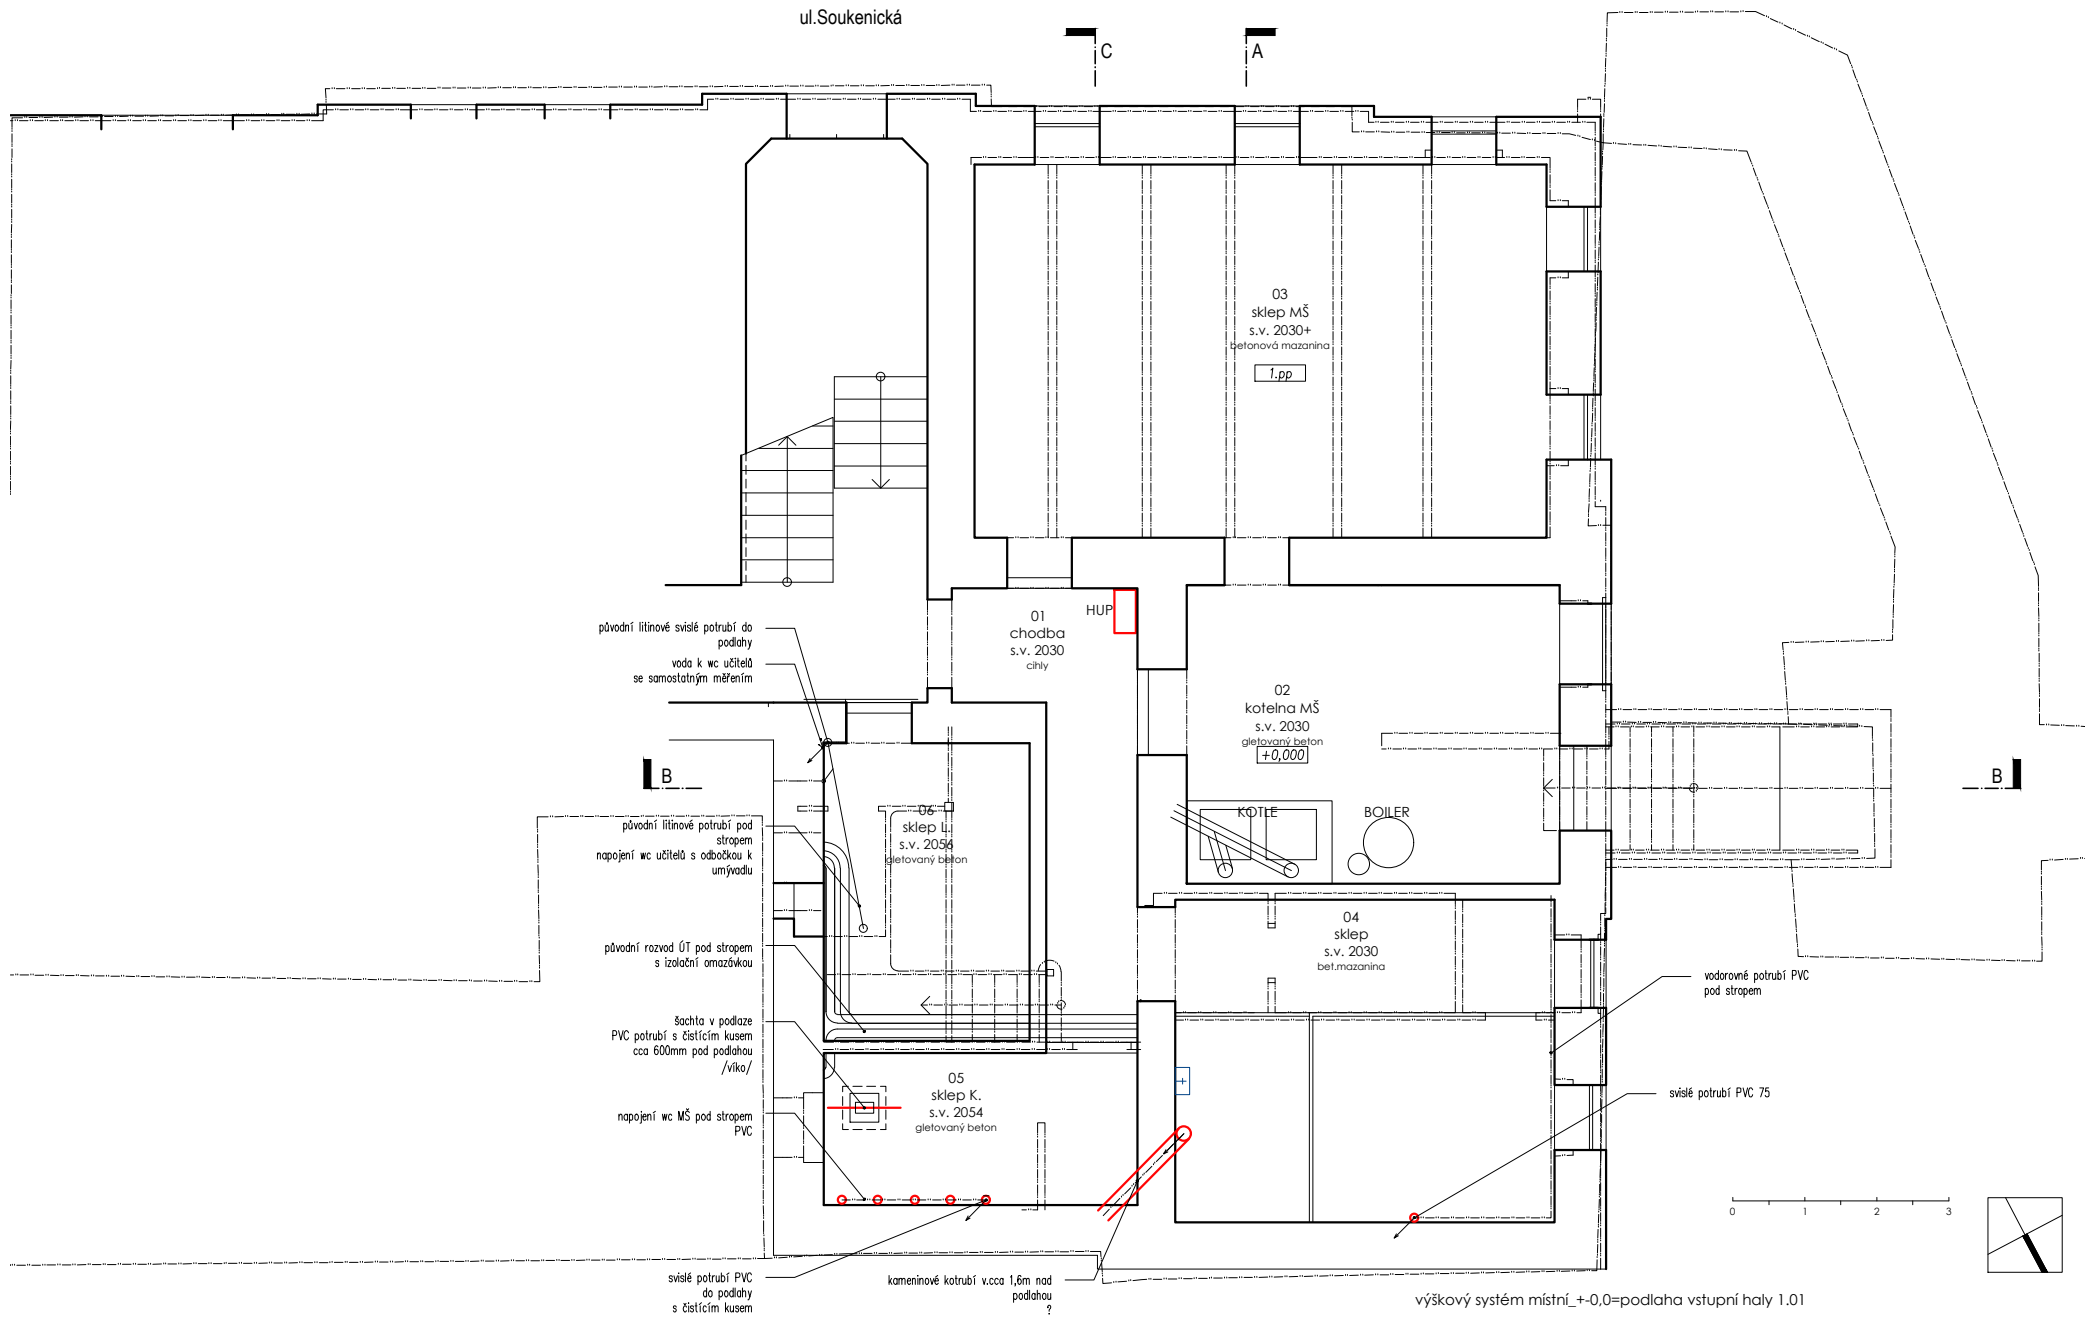 ul.Soukenická
C
A
03
sklep MŠ
s.v. 2030+
betonová mazanina
1.pp
HUP
01
chodba
s.v. 2030
cihly
původní litinové svislé potrubí do
podlahy
voda k wc učitelů
se samostatným měřením
02
kotelna MŠ
s.v. 2030
gletovaný beton
+0,000
B
B
KOTLE
BOILER
06
sklep L.
s.v. 2056
gletovaný beton
původní litinové potrubí pod
stropem
napojení wc učitelů s odbočkou k
umývadlu
04
sklep
s.v. 2030
bet.mazanina
původní rozvod ÚT pod stropem
s izolační omazávkou
vodorovné potrubí PVC
pod stropem
šachta v podlaze
PVC potrubí s čistícím kusem
cca 600mm pod podlahou
/víko/
05
sklep K.
s.v. 2054
gletovaný beton
svislé potrubí PVC 75
napojení wc MŠ pod stropem
PVC
0 1 2 3
svislé potrubí PVC
do podlahy
s čistícím kusem
kameninové kotrubí v.cca 1,6m nad
podlahou
?
výškový systém místní_+-0,0=podlaha vstupní haly 1.01